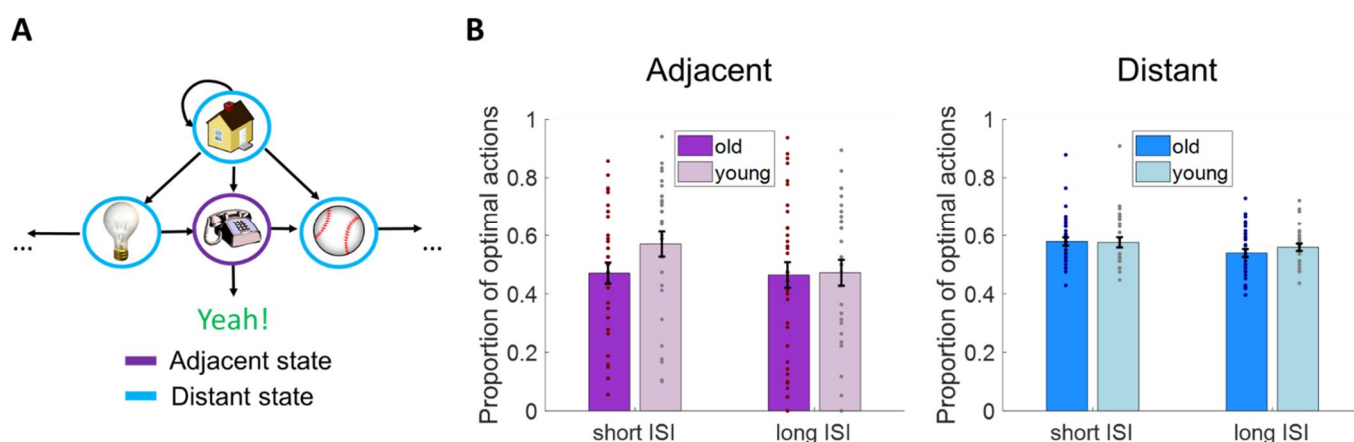 A
...
...
Yeah!
Adjacent state
Distant state
B
Adjacent
Proportion of optimal actions
1
0.8
0.6
0.4
0.2
0
old
young
short ISI
long ISI
Distant
Proportion of optimal actions
1
0.8
0.6
0.4
0.2
0
old
young
short ISI
long ISI